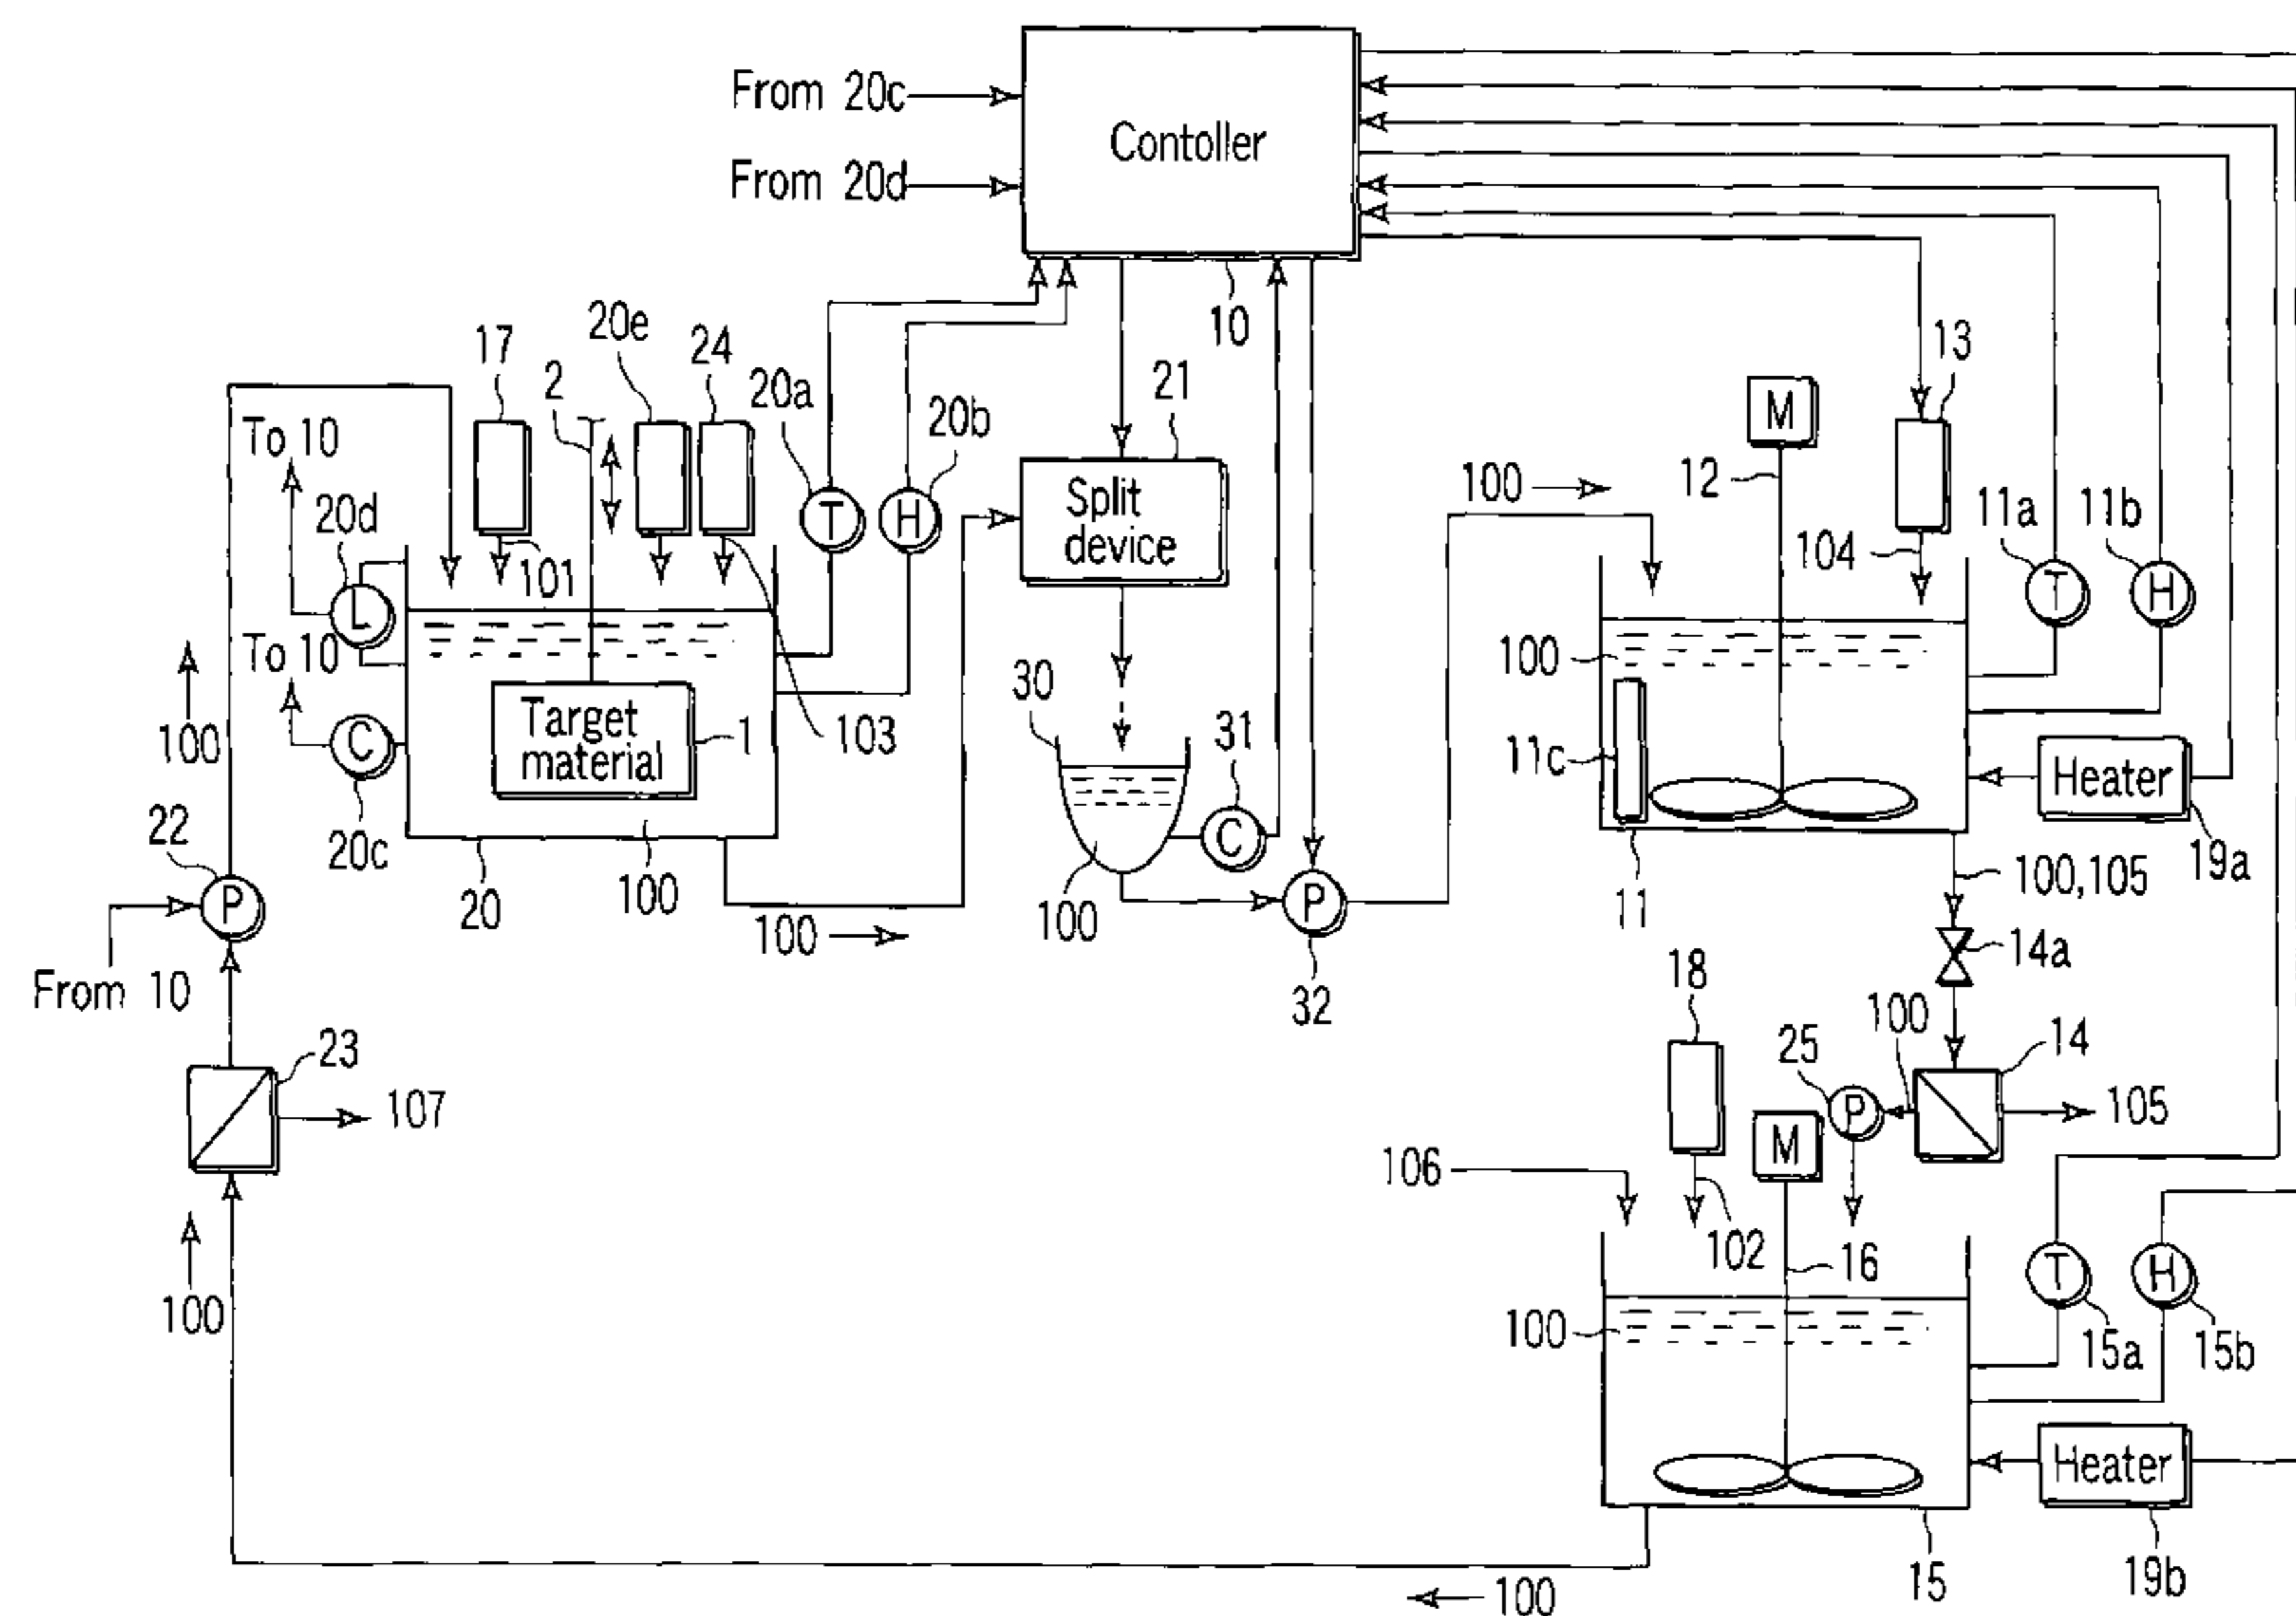 From 20c
Contoller
From 20d
10
17
20e
24
2
20a
20b
21
13
M
12
To 10
20d
T
H
Split
device
100
11a
11b
104
101
L
T
H
To 10
100
30
Target
material
1
103
31
11c
Heater
100
C
22
20c
C
19a
P
20
100
100
100
P
11
100,105
From 10
32
18
14a
100
25
14
23
107
P
105
M
106
102
16
T
H
100
100
15a
15b
Heater
100
15
19b